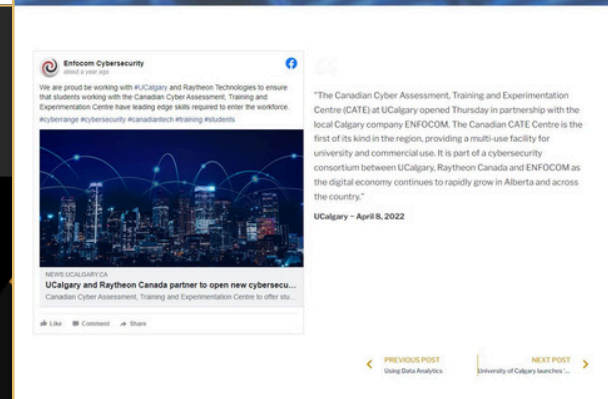 Enfocom Cybersecurity
about a year ago
We are proud be working with #UCalgary and Raytheon Technologies to ensure
that students working with the Canadian Cyber Assessment, Training and
Experimentation Centre have leading edge skills required to enter the workforce.
#cyberrange #cybersecurity #canadiantech #training #students
NEWS.UCALGARY.CA
UCalgary and Raytheon Canada partner to open new cybersecu...
Canadian Cyber Assessment, Training and Experimentation Centre to offer stu...
Like Comment Share
"The Canadian Cyber Assessment, Training and Experimentation
Centre (CATE) at UCalgary opened Thursday in partnership with the
local Calgary company ENFOCOM. The Canadian CATE Centre is the
first of its kind in the region, providing a multi-use facility for
university and commercial use. It is part of a cybersecurity
consortium between UCalgary, Raytheon Canada and ENFOCOM as
the digital economy continues to rapidly grow in Alberta and across
the country."
UCalgary – April 8, 2022
PREVIOUS POST
Using Data Analytics
NEXT POST
University of Calgary launches '...